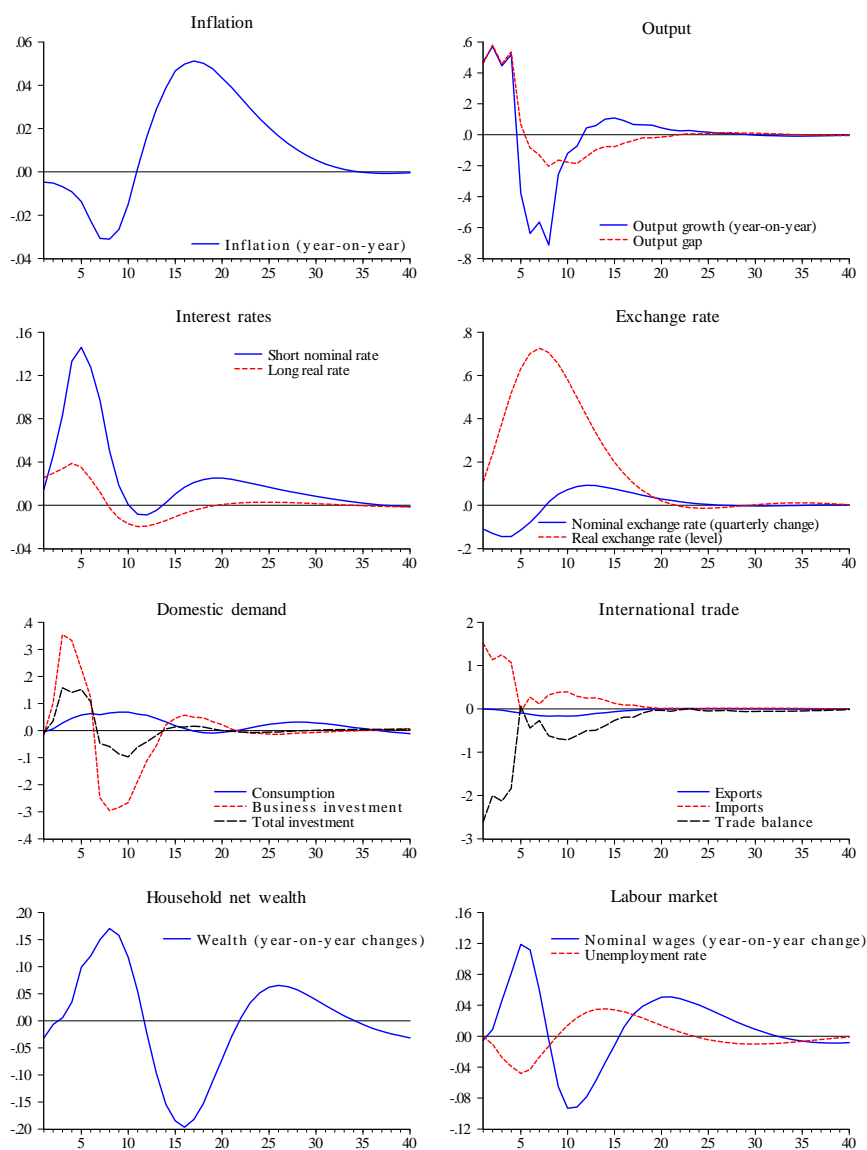 Inflation
.06
.04
.02
.00
-.02
-.04
Inflation (year-on-year)
5 10 15 20 25 30 35 40
Output
.6
.4
.2
.0
-.2
-.4
-.6
-.8
Output growth (year-on-year)
Output gap
5 10 15 20 25 30 35 40
Interest rates
.16
.12
.08
.04
.00
-.04
Short nominal rate
Long real rate
5 10 15 20 25 30 35 40
Exchange rate
.8
.6
.4
.2
.0
-.2
Nominal exchange rate (quarterly change)
Real exchange rate (level)
5 10 15 20 25 30 35 40
Domestic demand
.4
.3
.2
.1
.0
-.1
-.2
-.3
-.4
Consumption
Business investment
Total investment
5 10 15 20 25 30 35 40
International trade
2
1
0
-1
-2
-3
Exports
Imports
Trade balance
5 10 15 20 25 30 35 40
Household net wealth
.20
.15
.10
.05
.00
-.05
-.10
-.15
-.20
Wealth (year-on-year changes)
5 10 15 20 25 30 35 40
Labour market
.16
.12
.08
.04
.00
-.04
-.08
-.12
Nominal wages (year-on-year change)
Unemployment rate
5 10 15 20 25 30 35 40